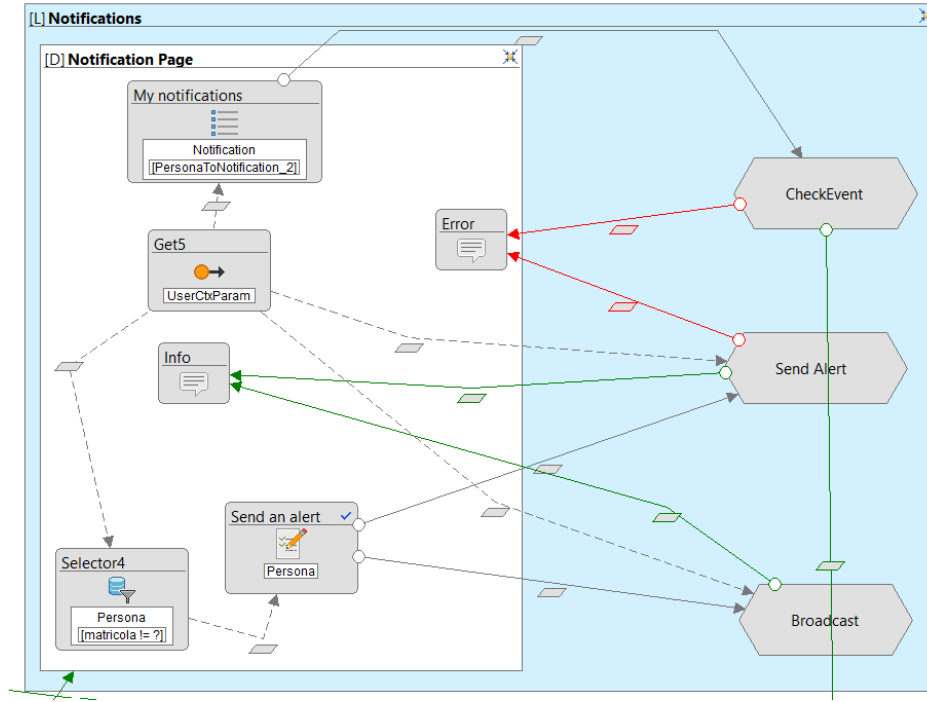 [L] Notifications
[D] Notification Page
My notifications
Notification
[PersonaToNotification_2]
CheckEvent
Error
Get5
UserCtxParam
Info
Send Alert
Send an alert
Persona
Selector4
Persona
[matricola != ?]
Broadcast